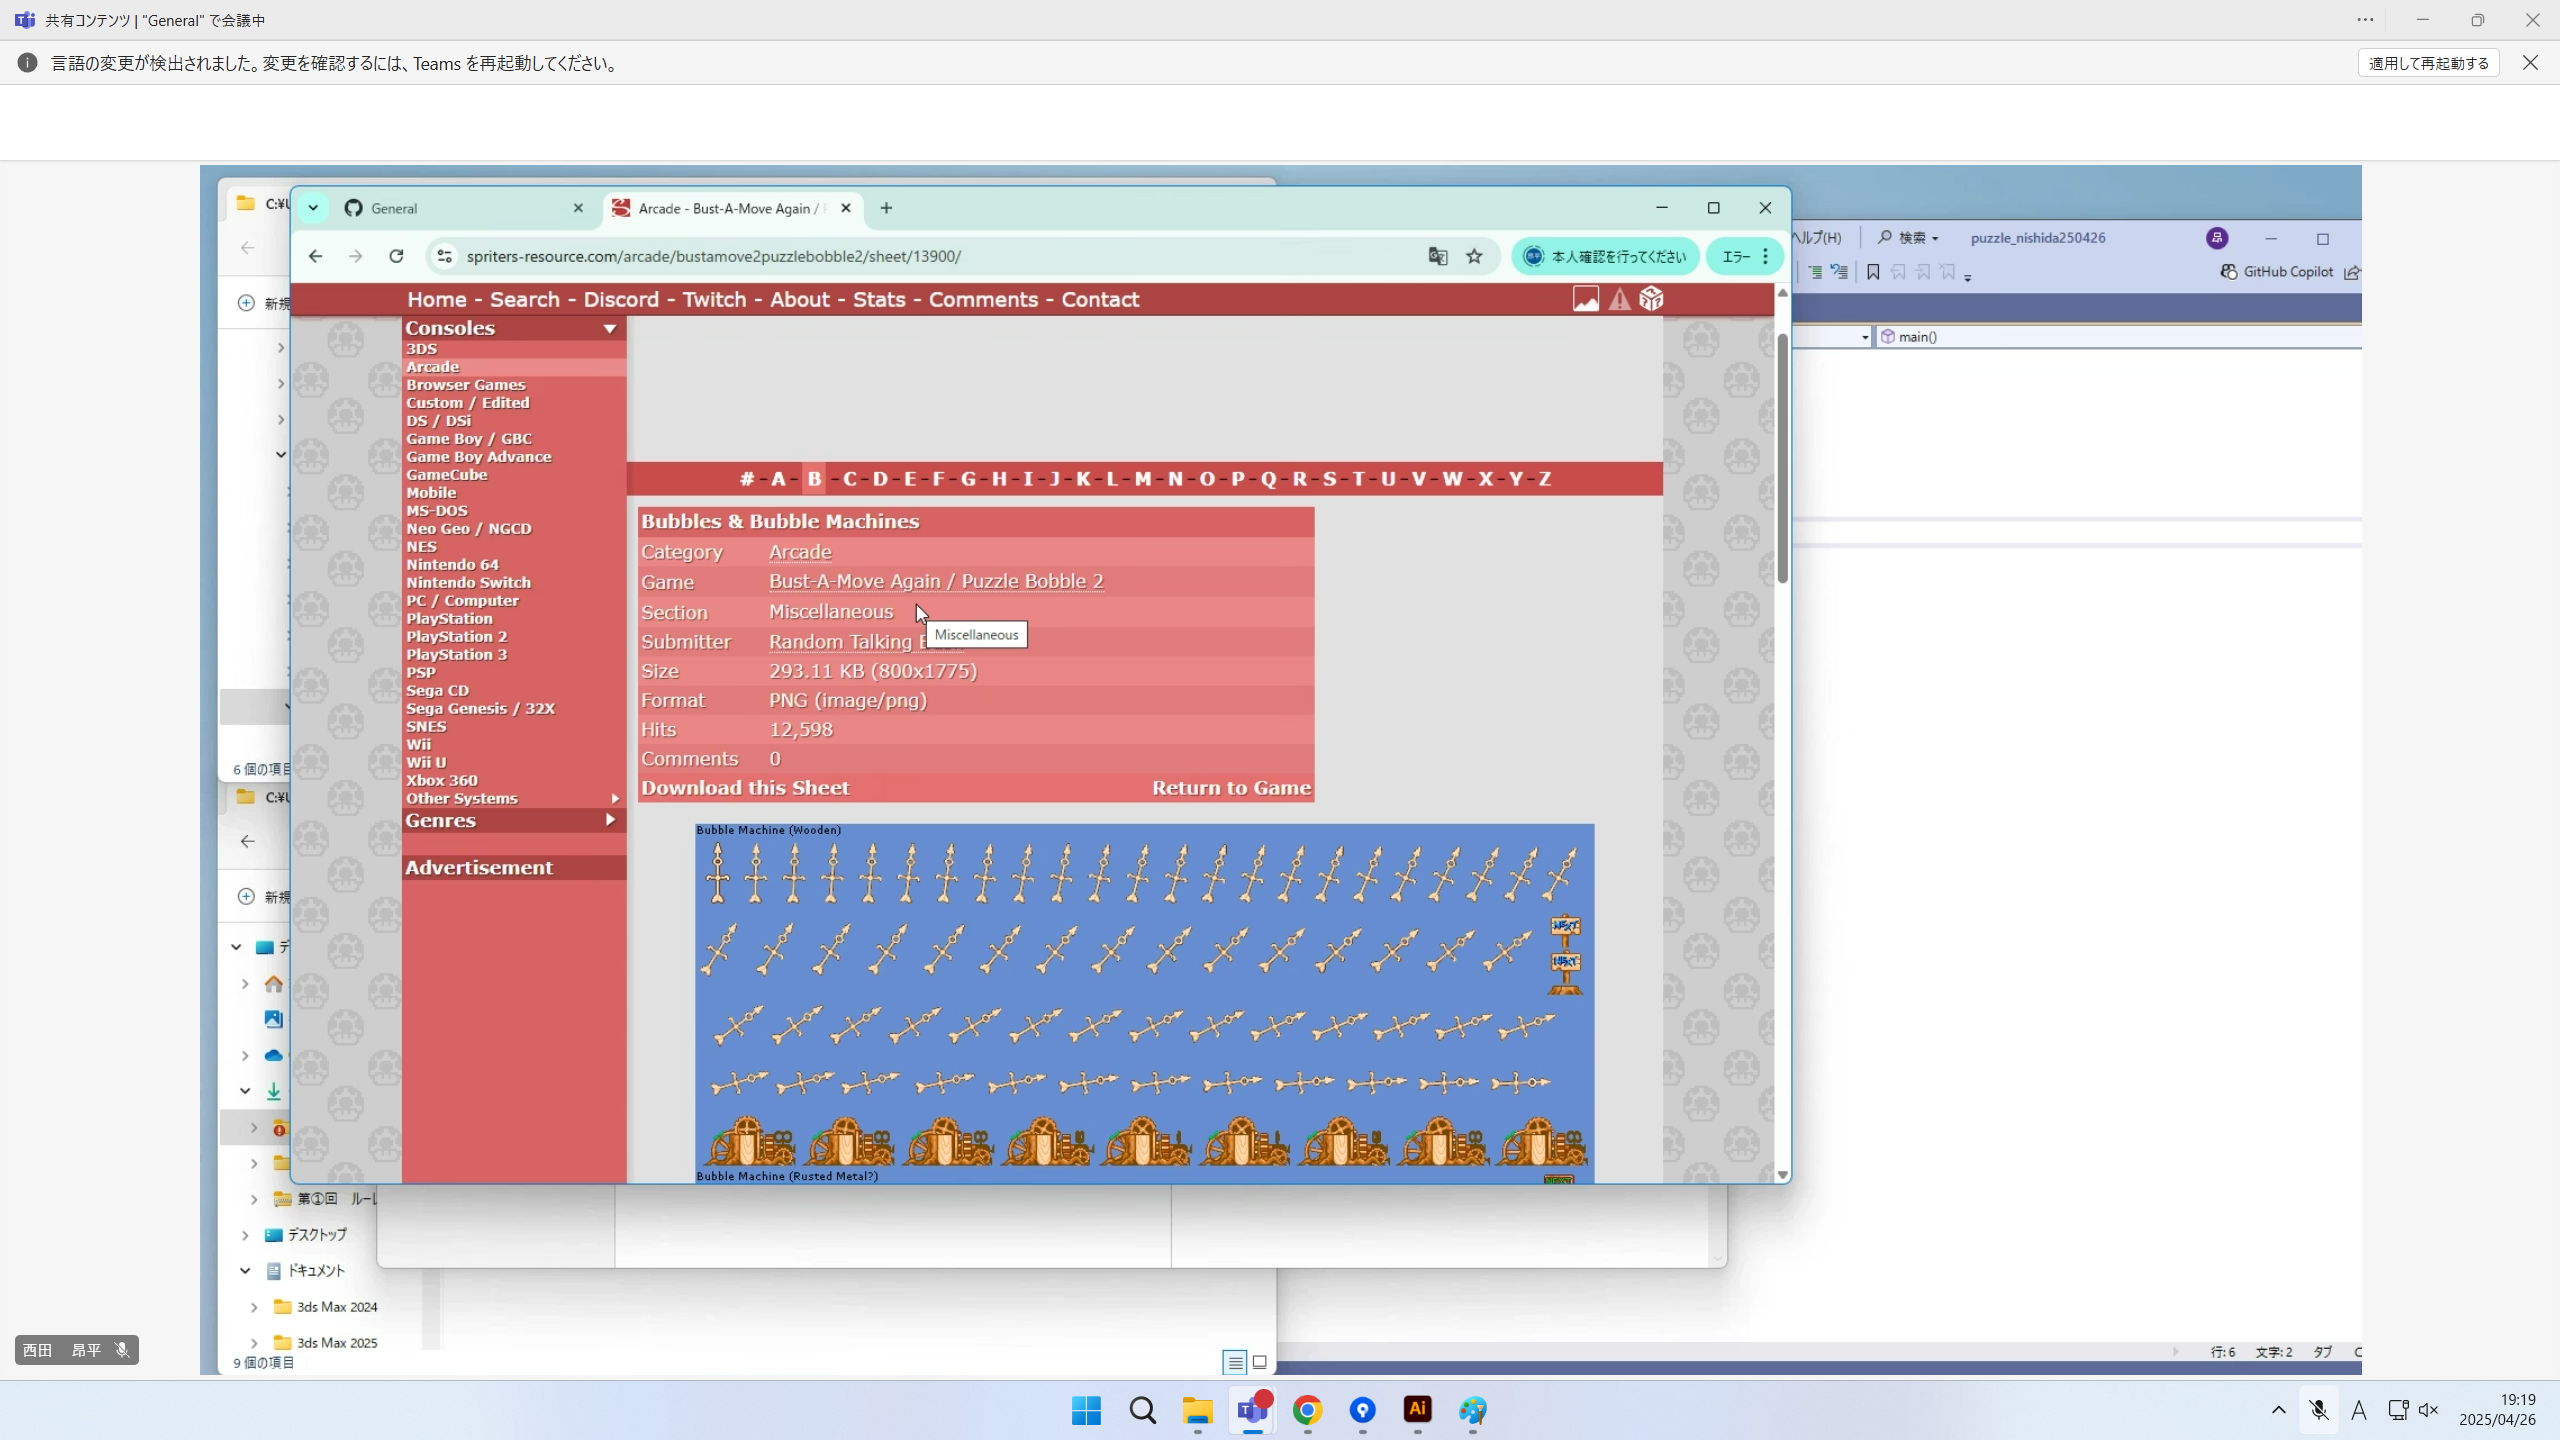 共有コンテンツ | "General" で会議中
言語の変更が検出されました。変更を確認するには、Teams を再起動してください。
適用して再起動する
C:¥U
General
Arcade - Bust-A-Move Again /
spriters-resource.com/arcade/bustamove2puzzlebobble2/sheet/13900/
本人確認を行ってください
エラー
ヘルプ(H)
検索
puzzle_nishida250426
昂
GitHub Copilot
main()
新規
Home - Search - Discord - Twitch - About - Stats - Comments - Contact
Consoles
3DS
Arcade
Browser Games
Custom / Edited
DS / DSi
Game Boy / GBC
Game Boy Advance
GameCube
Mobile
MS-DOS
Neo Geo / NGCD
NES
Nintendo 64
Nintendo Switch
PC / Computer
PlayStation
PlayStation 2
PlayStation 3
PSP
Sega CD
Sega Genesis / 32X
SNES
Wii
Wii U
Xbox 360
Other Systems
Genres
Advertisement
# - A - B - C - D - E - F - G - H - I - J - K - L - M - N - O - P - Q - R - S - T - U - V - W - X - Y - Z
Bubbles & Bubble Machines
Category Arcade
Game Bust-A-Move Again / Puzzle Bobble 2
Section Miscellaneous
Miscellaneous
Submitter Random Talking
Size 293.11 KB (800x1775)
Format PNG (image/png)
Hits 12,598
Comments 0
Download this Sheet Return to Game
Bubble Machine (Wooden)
NEXT
NEXT
Bubble Machine (Rusted Metal?)
NEXT
6 個の項目
C:¥U
新規
デ
第①回 ルー
デスクトップ
ドキュメント
3ds Max 2024
3ds Max 2025
9 個の項目
西田 昂平
行: 6 文字: 2 タブ
Ai
A
19:19
2025/04/26